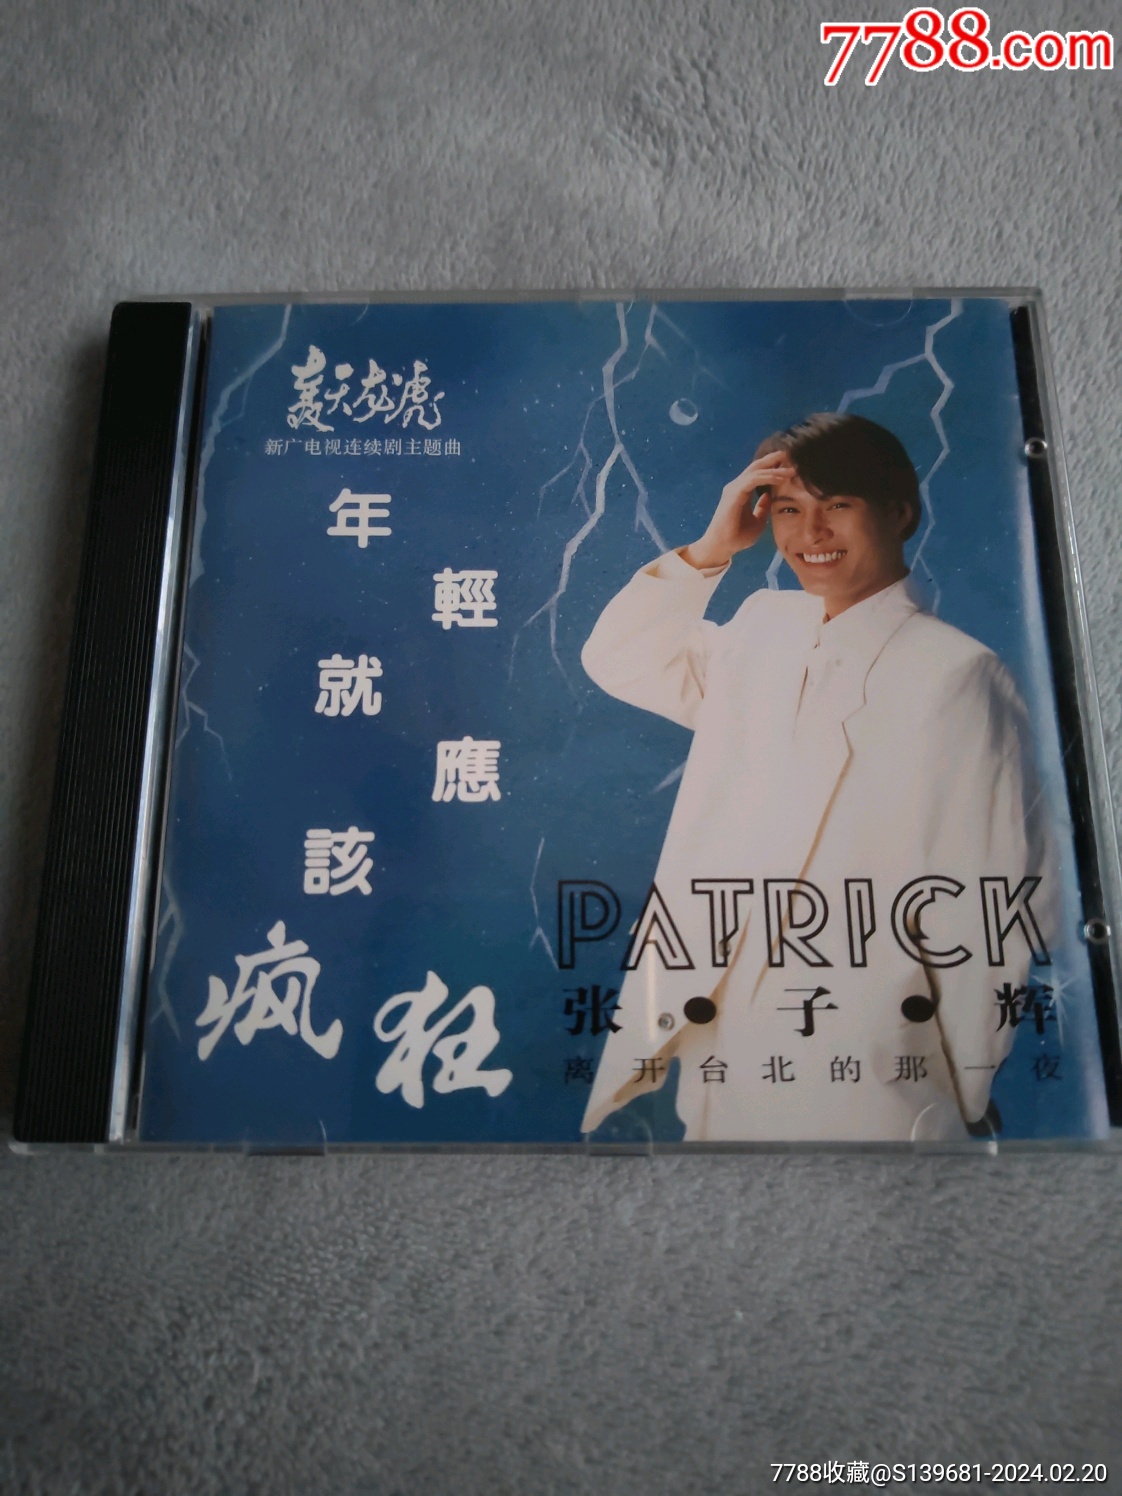 7788.com
轰天龙虎
新广电视连续剧主题曲
年輕就應該
疯狂
PATRICK
张●子●辉
离开台北的那一夜
7788收藏@S139681-2024.02.20